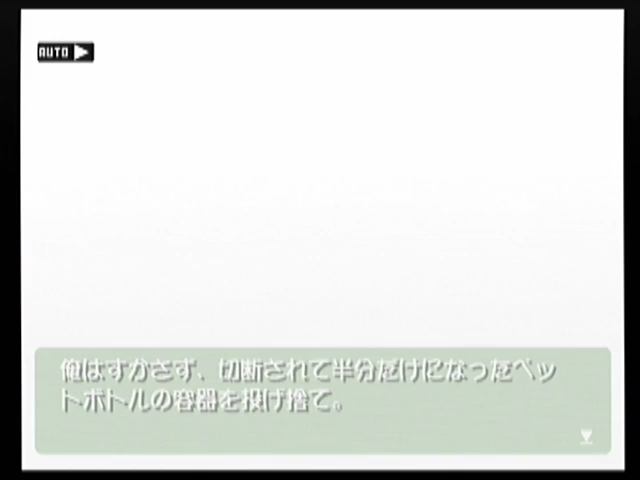 AUTO
俺はすかさず、切断されて半分だけになったペッ
トボトルの容器を投げ捨て。